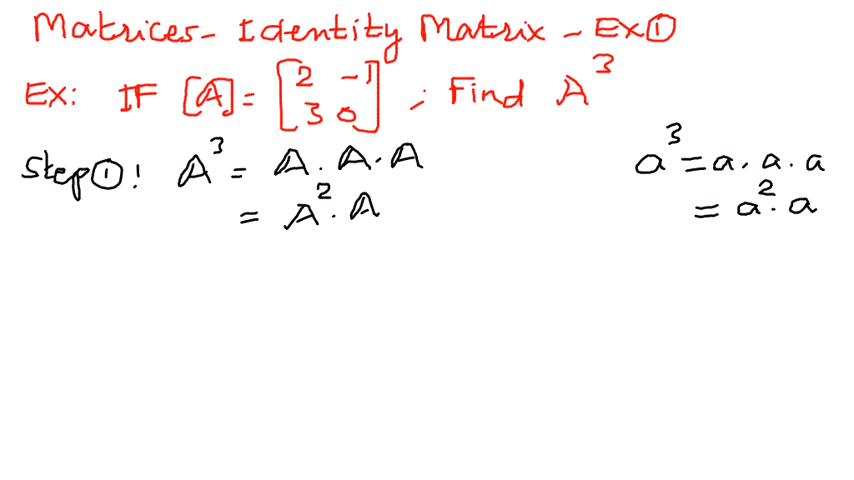 Matrices- Identity Matrix - Ex①
Ex: IF [A]= [2 -1 3 0] ; Find A³
Step①! A³ = A . A . A
= A² . A
a³ = a . a . a
= a² . a